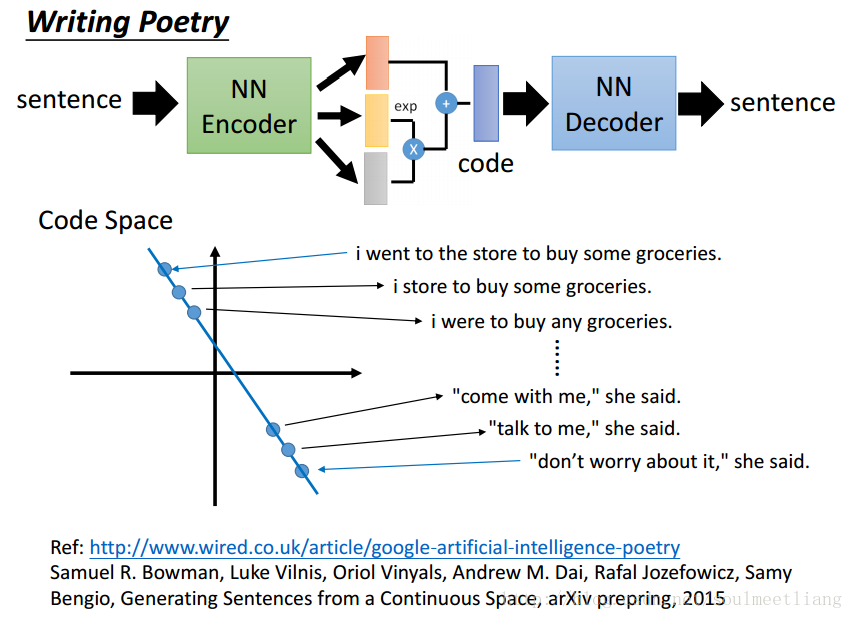 Writing Poetry
sentence
NN
Encoder
exp
X
+
code
NN
Decoder
sentence
Code Space
i went to the store to buy some groceries.
i store to buy some groceries.
i were to buy any groceries.
"come with me," she said.
"talk to me," she said.
"don’t worry about it," she said.
Ref: http://www.wired.co.uk/article/google-artificial-intelligence-poetry
Samuel R. Bowman, Luke Vilnis, Oriol Vinyals, Andrew M. Dai, Rafal Jozefowicz, Samy
Bengio, Generating Sentences from a Continuous Space, arXiv prepring, 2015